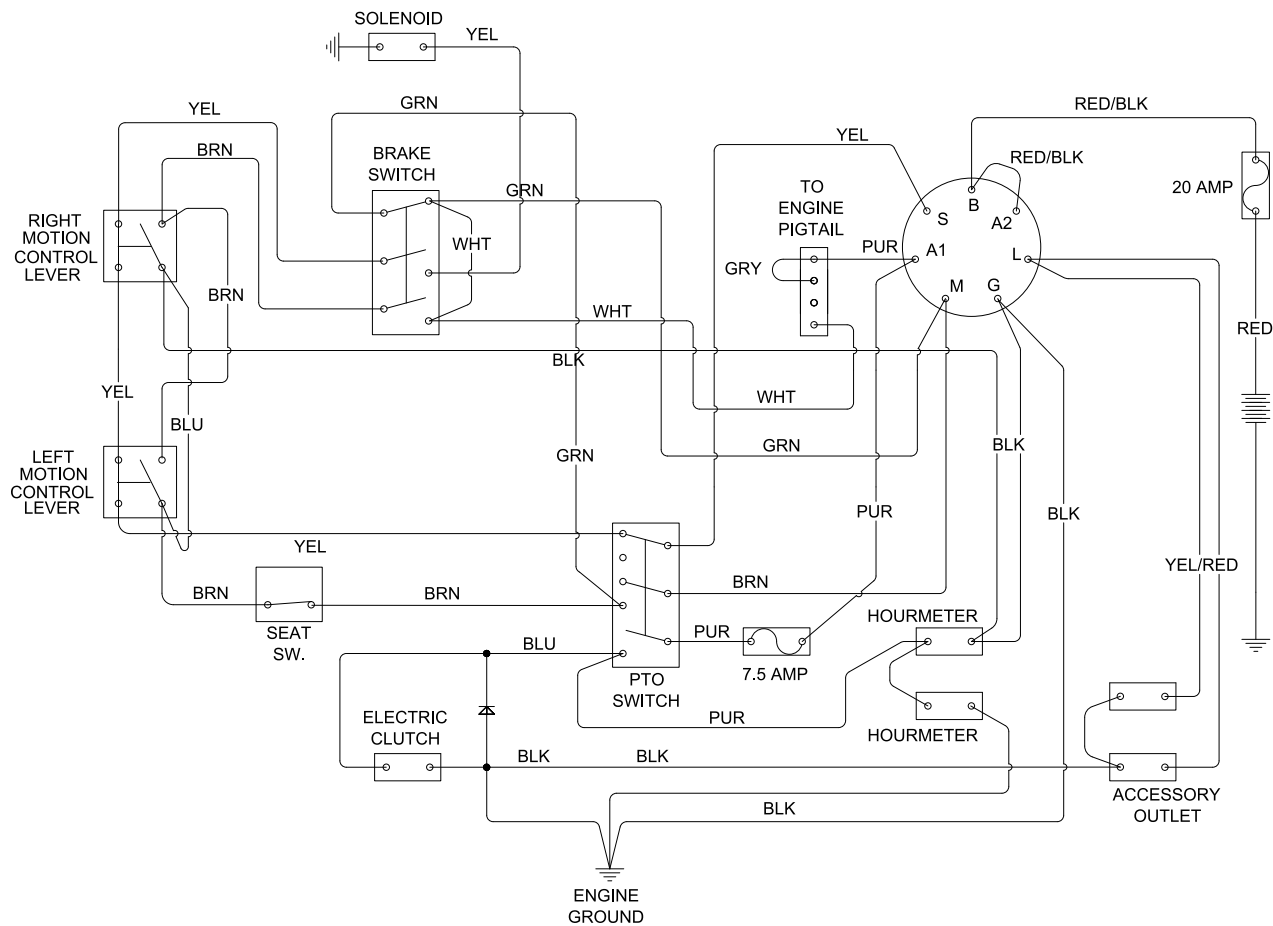 SOLENOID
YEL
GRN
RED/BLK
YEL
YEL
BRN
BRAKE
SWITCH
RED/BLK
TO
ENGINE
PIGTAIL
20 AMP
GRN
B
S
A2
RIGHT
MOTION
CONTROL
LEVER
WHT
PUR
A1
L
GRY
M
G
BRN
WHT
RED
BLK
YEL
WHT
BLU
GRN
BLK
LEFT
MOTION
CONTROL
LEVER
GRN
PUR
BLK
YEL
YEL/RED
BRN
BRN
BRN
SEAT
SW.
HOURMETER
BLU
PUR
7.5 AMP
PTO
SWITCH
ELECTRIC
CLUTCH
PUR
HOURMETER
BLK
BLK
ACCESSORY
OUTLET
BLK
ENGINE
GROUND